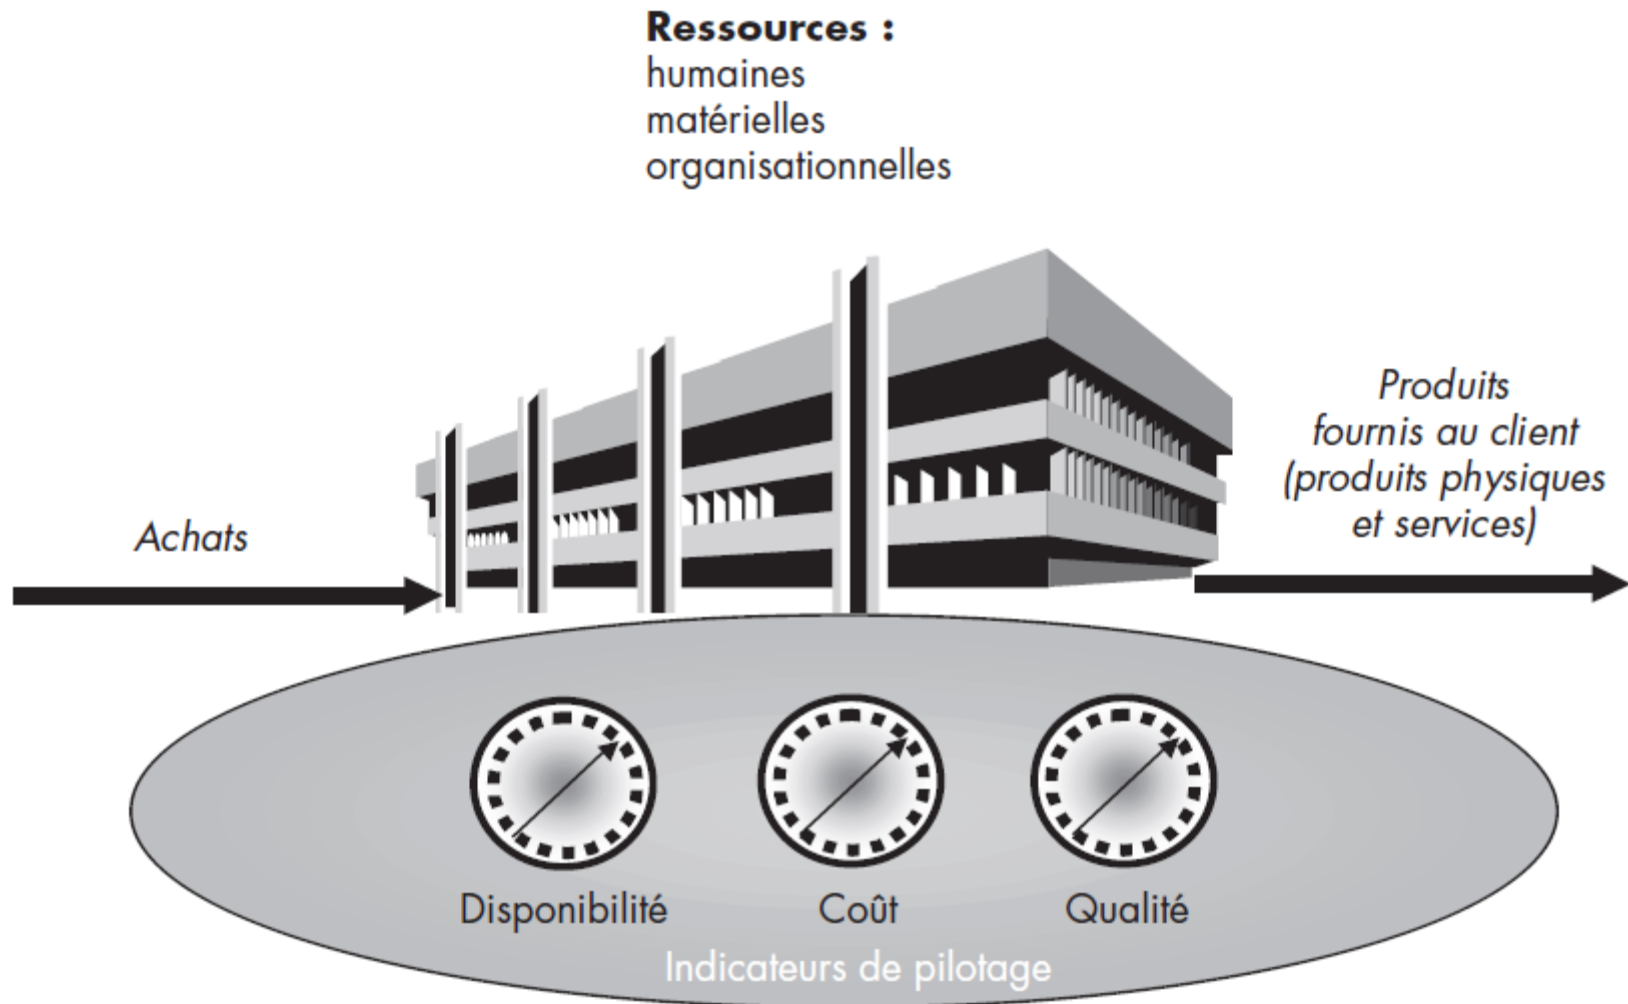 Ressources :
humaines
matérielles
organisationnelles
Achats
Produits
fournis au client
(produits physiques
et services)
Disponibilité
Coût
Qualité
Indicateurs de pilotage